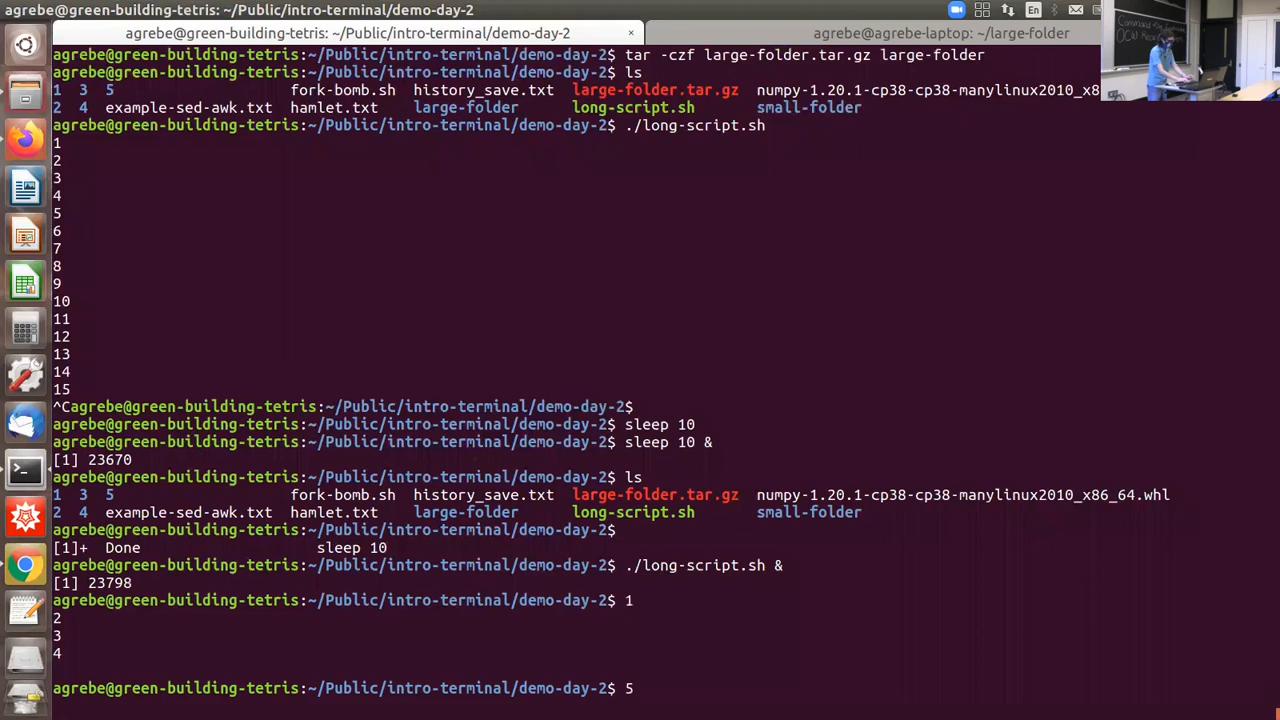 agrebe@green-building-tetris: ~/Public/intro-terminal/demo-day-2
En
agrebe@green-building-tetris: ~/Public/intro-terminal/demo-day-2 ×
agrebe@agrebe-laptop: ~/large-folder
agrebe@green-building-tetris:~/Public/intro-terminal/demo-day-2$ tar -czf large-folder.tar.gz large-folder
agrebe@green-building-tetris:~/Public/intro-terminal/demo-day-2$ ls
1 3 5 fork-bomb.sh history_save.txt large-folder.tar.gz numpy-1.20.1-cp38-cp38-manylinux2010_x8
2 4 example-sed-awk.txt hamlet.txt large-folder long-script.sh small-folder
agrebe@green-building-tetris:~/Public/intro-terminal/demo-day-2$ ./long-script.sh
1
2
3
4
5
6
7
8
9
10
11
12
13
14
15
^Cagrebe@green-building-tetris:~/Public/intro-terminal/demo-day-2$
agrebe@green-building-tetris:~/Public/intro-terminal/demo-day-2$ sleep 10
agrebe@green-building-tetris:~/Public/intro-terminal/demo-day-2$ sleep 10 &
[1] 23670
agrebe@green-building-tetris:~/Public/intro-terminal/demo-day-2$ ls
1 3 5 fork-bomb.sh history_save.txt large-folder.tar.gz numpy-1.20.1-cp38-cp38-manylinux2010_x86_64.whl
2 4 example-sed-awk.txt hamlet.txt large-folder long-script.sh small-folder
agrebe@green-building-tetris:~/Public/intro-terminal/demo-day-2$
[1]+ Done sleep 10
agrebe@green-building-tetris:~/Public/intro-terminal/demo-day-2$ ./long-script.sh &
[1] 23798
agrebe@green-building-tetris:~/Public/intro-terminal/demo-day-2$ 1
2
3
4
agrebe@green-building-tetris:~/Public/intro-terminal/demo-day-2$ 5